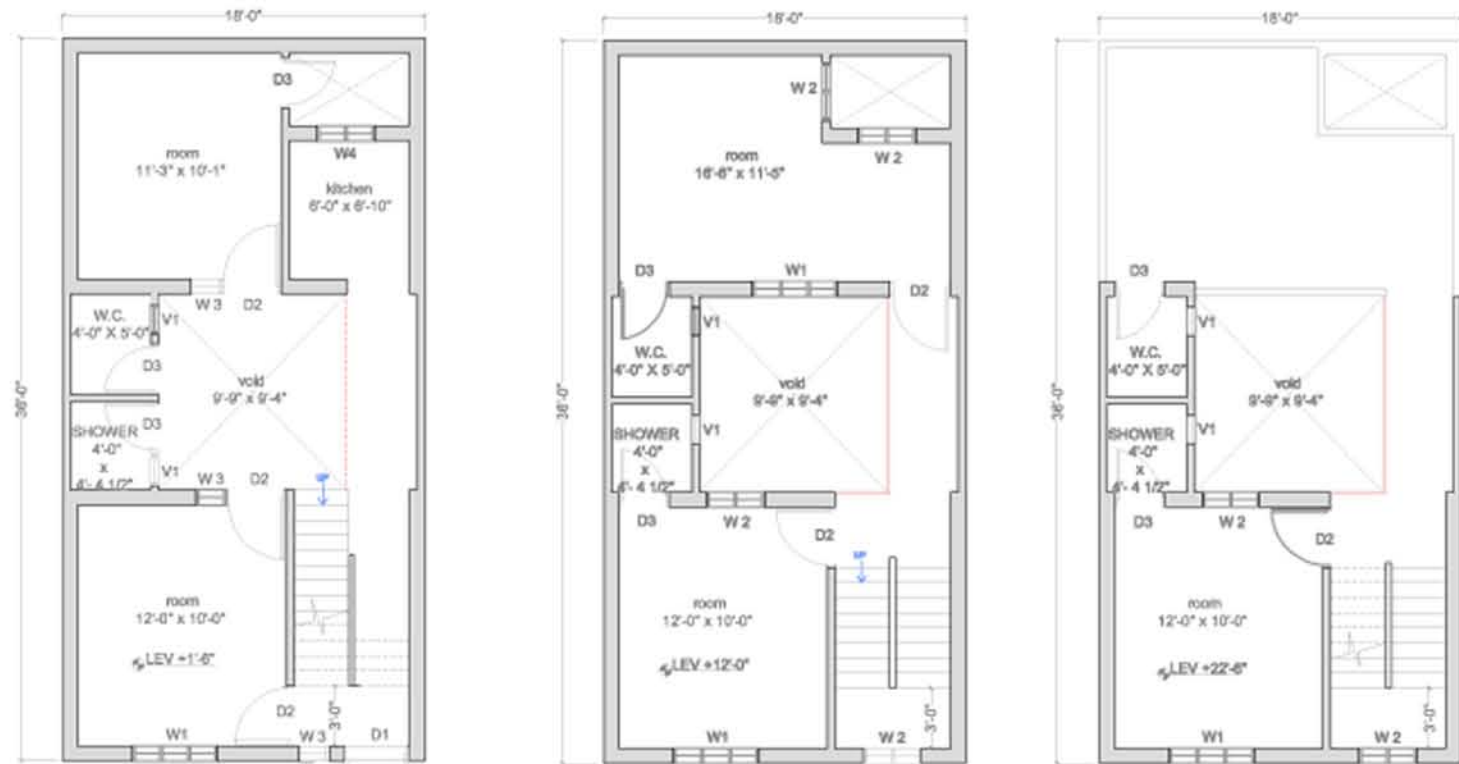 18'-0"
36'-0"
D3
W4
room
11'-3" x 10'-1"
kitchen
6'-0" x 6'-10"
W 3
D2
W.C.
4'-0" X 5'-0"
V1
D3
void
9'-9" x 9'-4"
D3
SHOWER
4'-0"
x
4'- 4 1/2"
V1
W 3
D2
UP
room
12'-0" x 10'-0"
LEV +1'-6"
D2
3'-0"
W1
W 3
D1
18'-0"
36'-0"
W 2
W 2
room
16'-6" x 11'-5"
D3
W1
D2
V1
W.C.
4'-0" X 5'-0"
void
9'-9" x 9'-4"
V1
SHOWER
4'-0"
x
4'- 4 1/2"
D3
W 2
D2
UP
room
12'-0" x 10'-0"
LEV +12'-0"
3'-0"
W1
W 2
18'-0"
36'-0"
D3
V1
W.C.
4'-0" X 5'-0"
void
9'-9" x 9'-4"
V1
SHOWER
4'-0"
x
4'- 4 1/2"
D3
W 2
D2
room
12'-0" x 10'-0"
LEV +22'-6"
3'-0"
W1
W 2